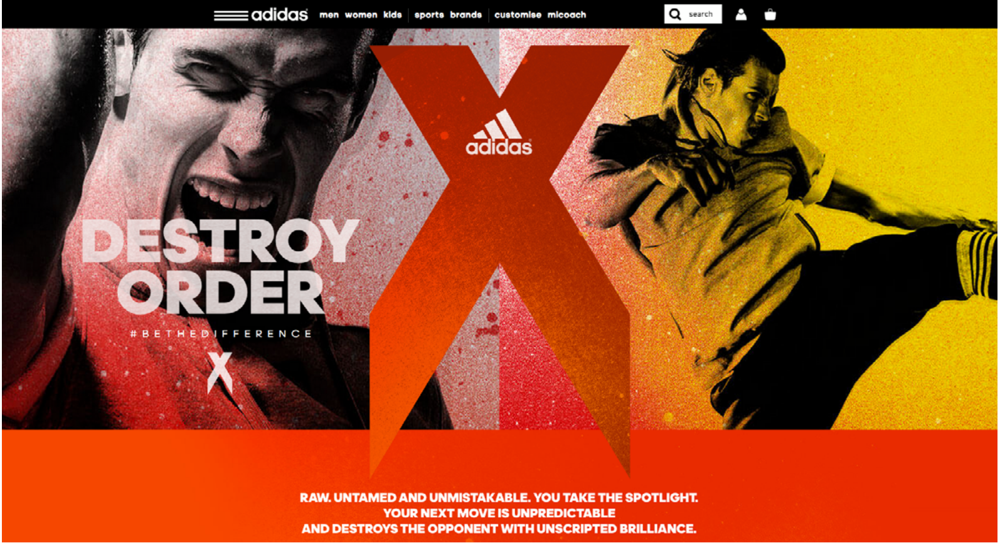 adidas men women kids sports brands customise micoach search
adidas
DESTROY
ORDER
#BETHEDIFFERENCE
X
RAW. UNTAMED AND UNMISTAKABLE. YOU TAKE THE SPOTLIGHT.
YOUR NEXT MOVE IS UNPREDICTABLE
AND DESTROYS THE OPPONENT WITH UNSCRIPTED BRILLIANCE.